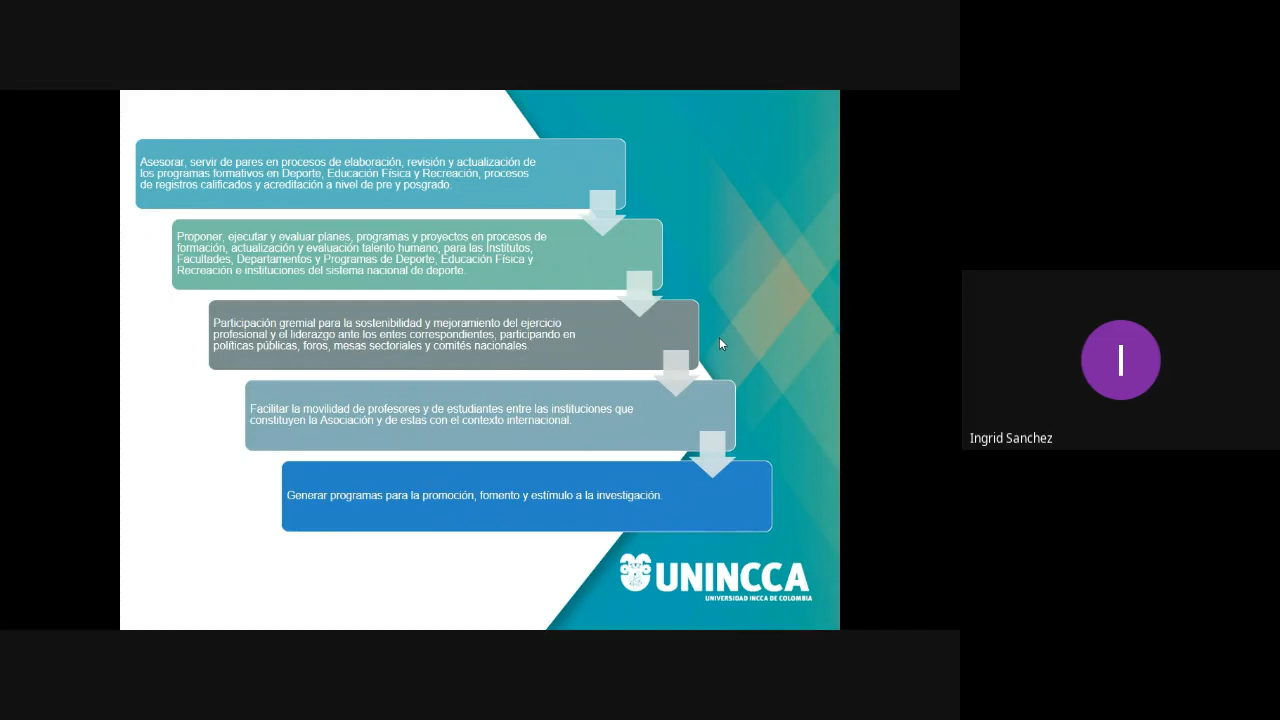 Asesorar, servir de pares en procesos de elaboración, revisión y actualización de
los programas formativos en Deporte, Educación Física y Recreación, procesos
de registros calificados y acreditación a nivel de pre y posgrado.
Proponer, ejecutar y evaluar planes, programas y proyectos en procesos de
formación, actualización y evaluación talento humano, para las Institutos,
Facultades, Departamentos y Programas de Deporte, Educación Física y
Recreación e instituciones del sistema nacional de deporte.
Participación gremial para la sostenibilidad y mejoramiento del ejercicio
profesional y el liderazgo ante los entes correspondientes, participando en
políticas públicas, foros, mesas sectoriales y comités nacionales.
Facilitar la movilidad de profesores y de estudiantes entre las instituciones que
constituyen la Asociación y de estas con el contexto internacional.
Generar programas para la promoción, fomento y estímulo a la investigación.
UNINCCA
UNIVERSIDAD INCCA DE COLOMBIA
I
Ingrid Sanchez